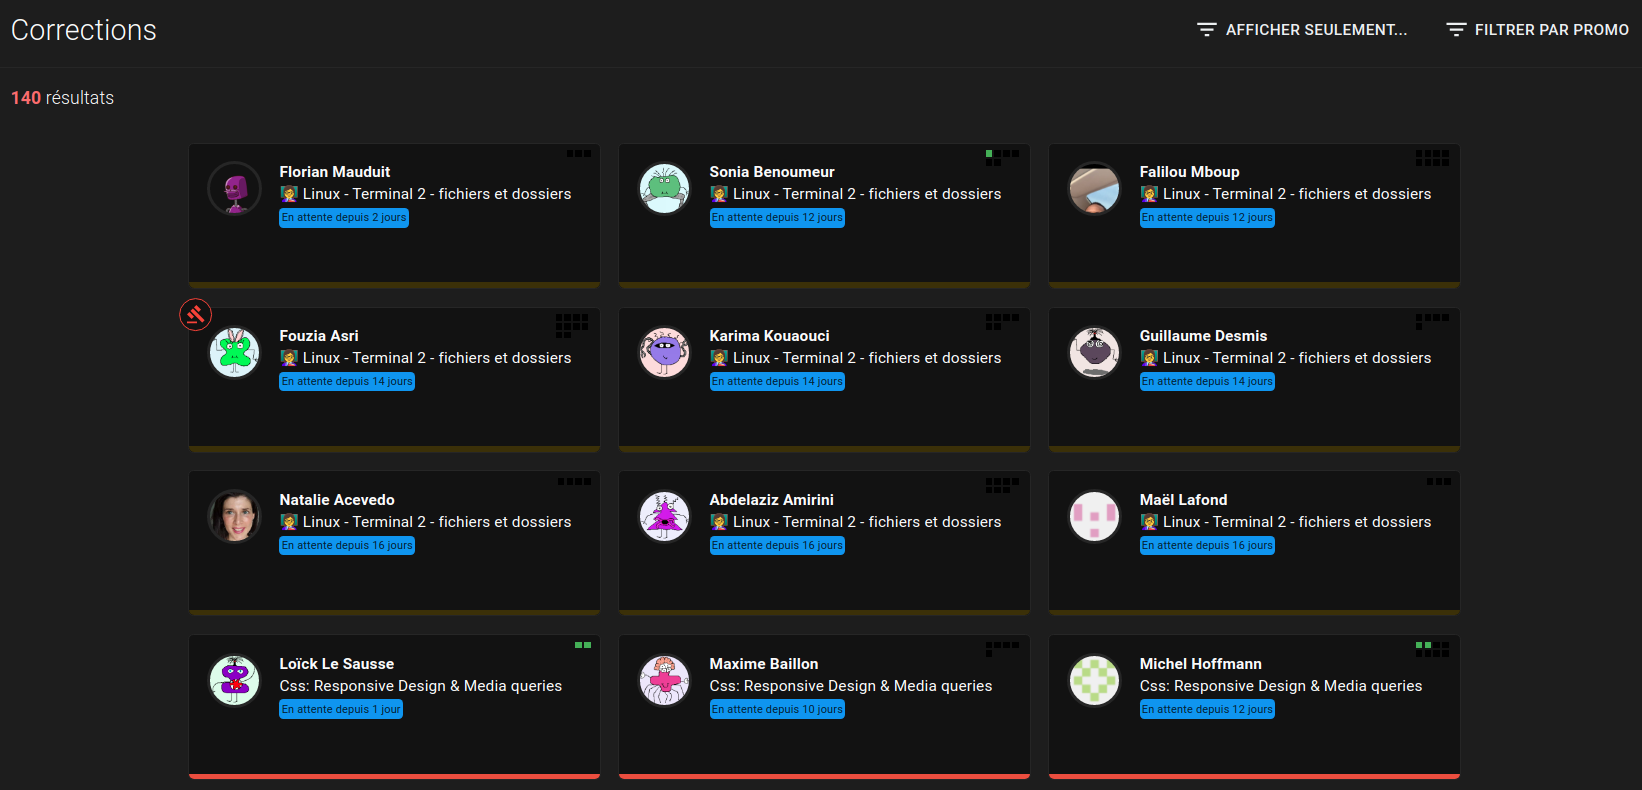 Corrections
AFFICHER SEULEMENT...
FILTRER PAR PROMO
140 résultats
Florian Mauduit
Linux - Terminal 2 - fichiers et dossiers
En attente depuis 2 jours
Sonia Benoumeur
Linux - Terminal 2 - fichiers et dossiers
En attente depuis 12 jours
Falilou Mboup
Linux - Terminal 2 - fichiers et dossiers
En attente depuis 12 jours
Fouzia Asri
Linux - Terminal 2 - fichiers et dossiers
En attente depuis 14 jours
Karima Kouaouci
Linux - Terminal 2 - fichiers et dossiers
En attente depuis 14 jours
Guillaume Desmis
Linux - Terminal 2 - fichiers et dossiers
En attente depuis 14 jours
Natalie Acevedo
Linux - Terminal 2 - fichiers et dossiers
En attente depuis 16 jours
Abdelaziz Amirini
Linux - Terminal 2 - fichiers et dossiers
En attente depuis 16 jours
Maël Lafond
Linux - Terminal 2 - fichiers et dossiers
En attente depuis 16 jours
Loïck Le Sausse
Css: Responsive Design & Media queries
En attente depuis 1 jour
Maxime Baillon
Css: Responsive Design & Media queries
En attente depuis 10 jours
Michel Hoffmann
Css: Responsive Design & Media queries
En attente depuis 12 jours